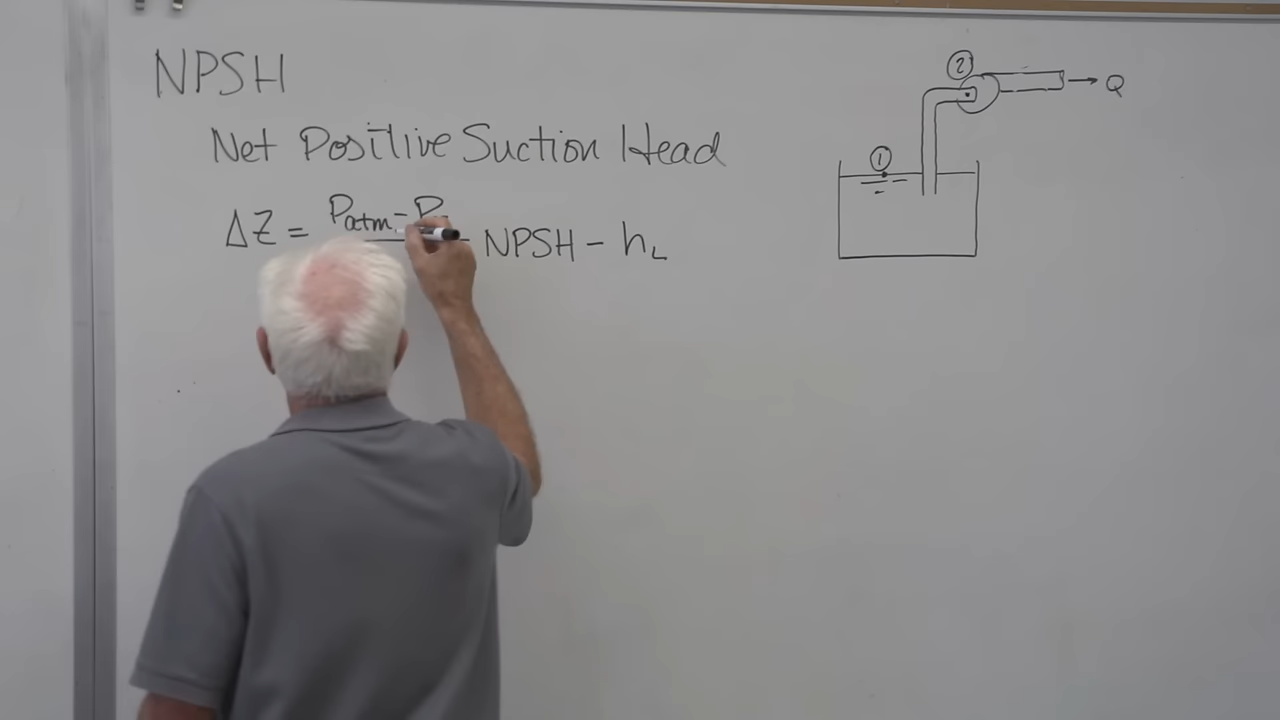 NPSH
Net Positive Suction Head
ΔZ = Patm - P NPSH - hL
①
②
Q